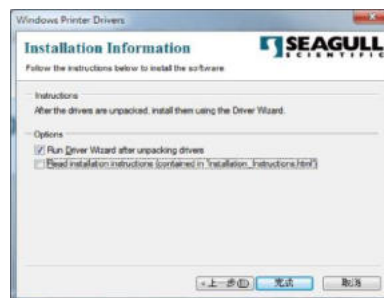 Windows Printer Drivers
Installation Information
SEAGULL
SCIENTIFIC
Follow the instructions below to install the software
Instructions
After the drivers are unpacked, install them using the Driver Wizard.
Options
Run Driver Wizard after unpacking drivers
Read installation instructions (contained in 'Installation_Instructions.html')
<上一步(B)
完成
取消